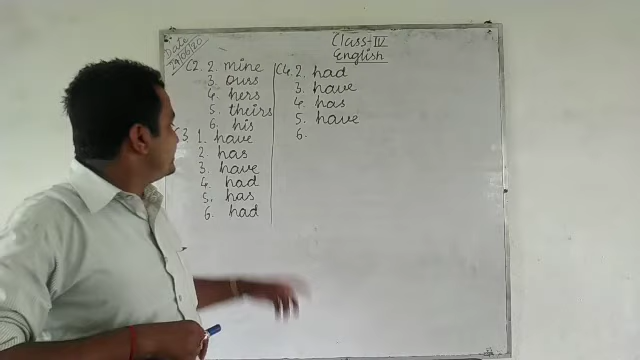 Date
29/06/20
Class-IV
English
C2 2. mine
3. ours
4. hers
5. theirs
6. his
C3 1. have
2. has
3. have
4. had
5. has
6. had
C4. 2. had
3. have
4. has
5. have
6.